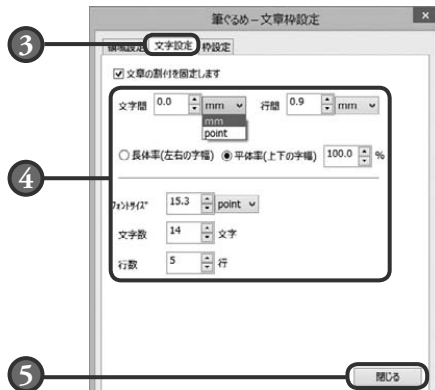 筆ぐるめ－文章枠設定 ×
3
領域設定 文字設定 枠設定
文章の割付を固定します
文字間 0.0 mm 行間 0.9 mm
mm
point
長体率(左右の字幅) 平体率(上下の字幅) 100.0 %
4
フォントサイズ 15.3 point
文字数 14 文字
行数 5 行
5
閉じる